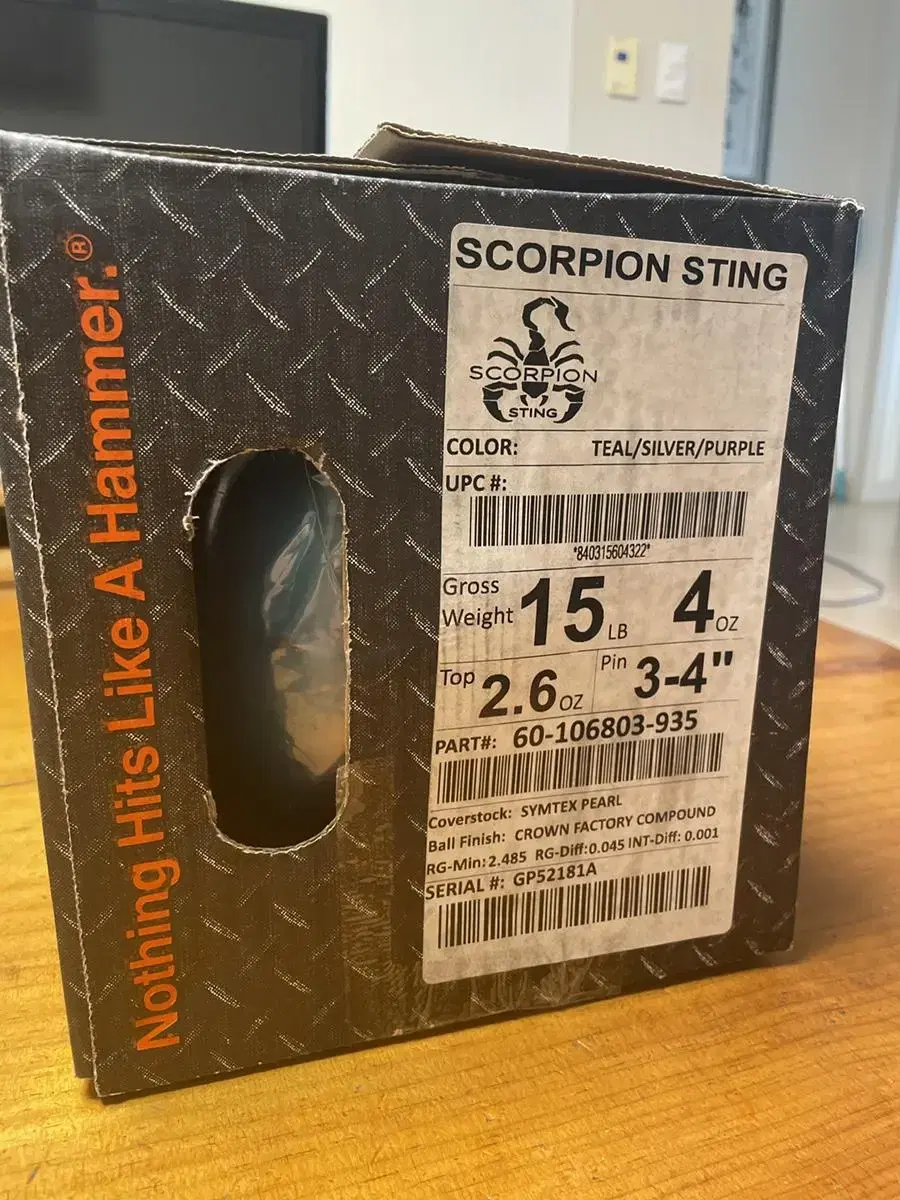 Nothing Hits Like A Hammer.®
SCORPION STING
SCORPION
STING
COLOR: TEAL/SILVER/PURPLE
UPC #:
*840315604322*
Gross Weight 15 LB 4 OZ
Top 2.6 OZ Pin 3-4"
PART#: 60-106803-935
Coverstock: SYMTEX PEARL
Ball Finish: CROWN FACTORY COMPOUND
RG-Min: 2.485 RG-Diff: 0.045 INT-Diff: 0.001
SERIAL #: GP52181A